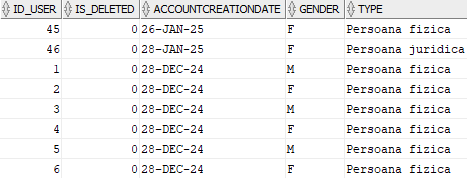 ID_USER IS_DELETED ACCOUNTCREATIONDATE GENDER TYPE
45 0 26-JAN-25 F Persoana fizica
46 0 28-JAN-25 F Persoana juridica
1 0 28-DEC-24 M Persoana fizica
2 0 28-DEC-24 F Persoana fizica
3 0 28-DEC-24 M Persoana fizica
4 0 28-DEC-24 F Persoana fizica
5 0 28-DEC-24 M Persoana fizica
6 0 28-DEC-24 F Persoana fizica